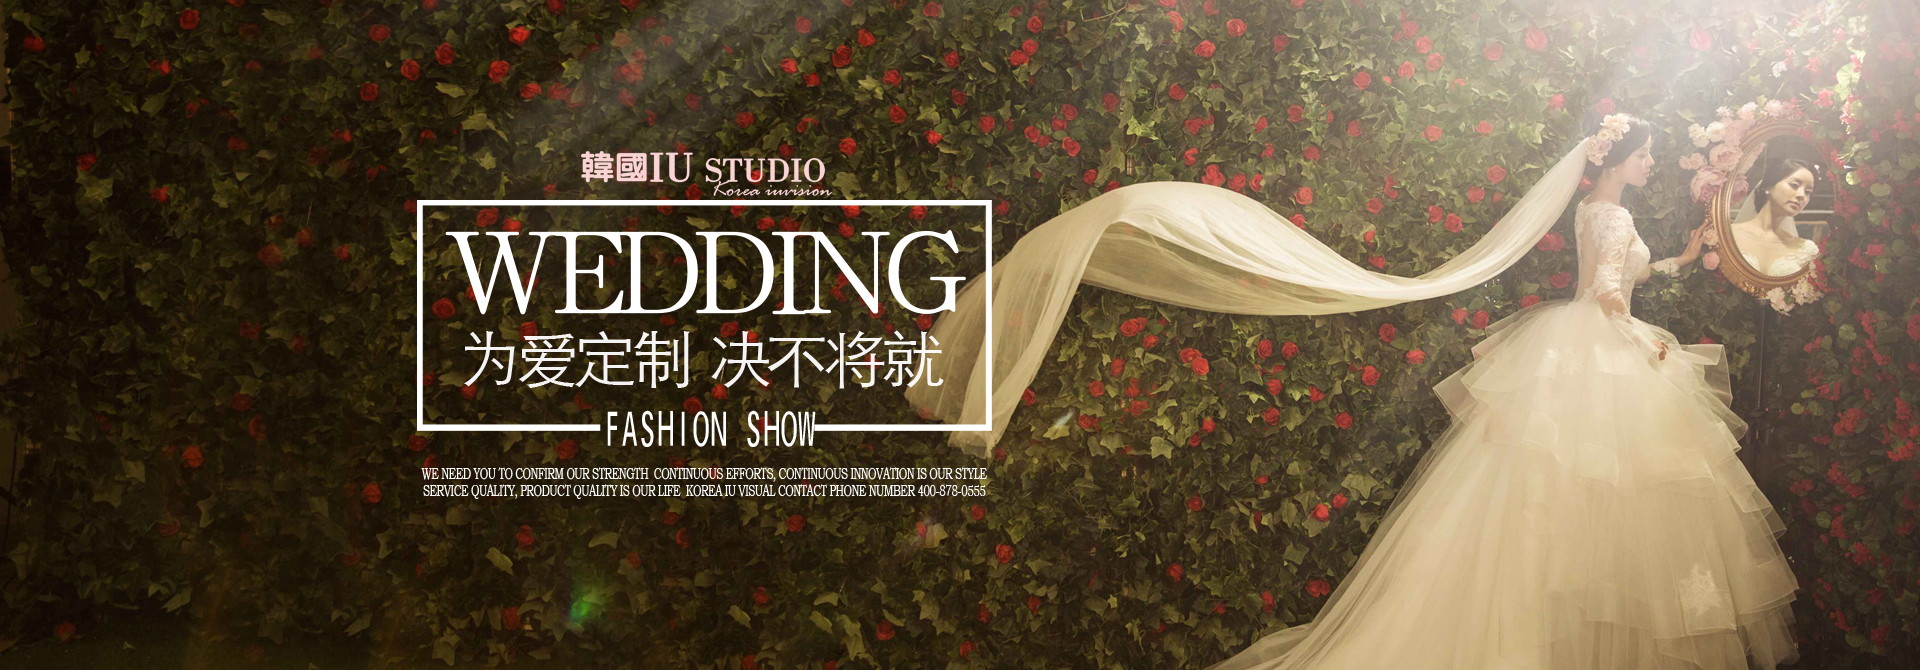 韓國IU STUDIO
Korea iuvision
WEDDING
为爱定制 决不将就
FASHION SHOW
WE NEED YOU TO CONFIRM OUR STRENGTH CONTINUOUS EFFORTS, CONTINUOUS INNOVATION IS OUR STYLE
SERVICE QUALITY, PRODUCT QUALITY IS OUR LIFE KOREA IU VISUAL CONTACT PHONE NUMBER 400-878-0555